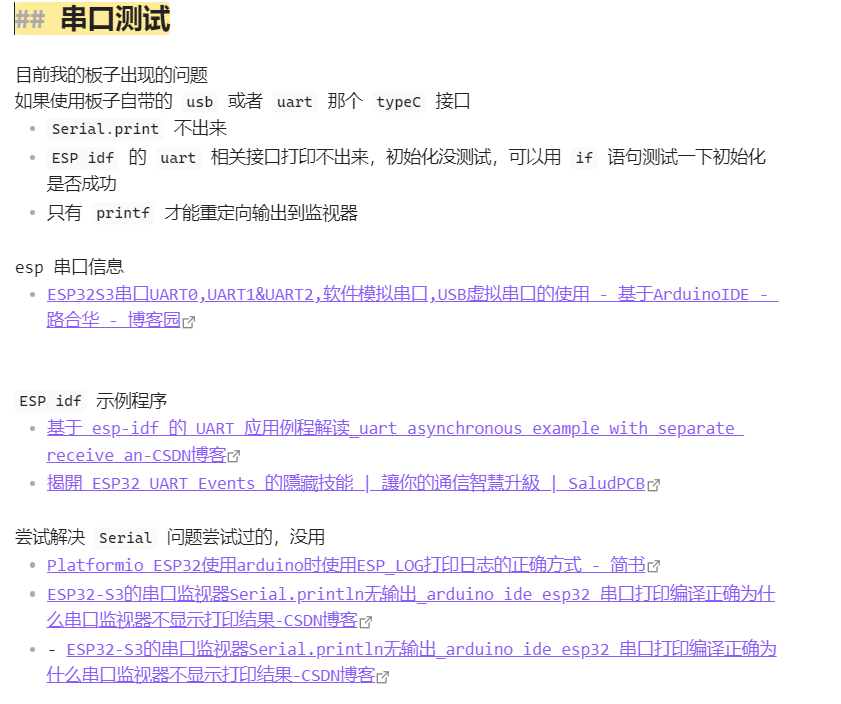 ## 串口测试
目前我的板子出现的问题
如果使用板子自带的 usb 或者 uart 那个 typeC 接口
• Serial.print 不出来
• ESP idf 的 uart 相关接口打印不出来，初始化没测试，可以用 if 语句测试一下初始化
是否成功
• 只有 printf 才能重定向输出到监视器
esp 串口信息
• ESP32S3串口UART0,UART1&UART2,软件模拟串口,USB虚拟串口的使用 - 基于ArduinoIDE -
路合华 - 博客园
ESP idf 示例程序
• 基于 esp-idf 的 UART 应用例程解读_uart asynchronous example with separate
receive an-CSDN博客
• 揭開 ESP32 UART Events 的隱藏技能 | 讓你的通信智慧升級 | SaludPCB
尝试解决 Serial 问题尝试过的，没用
• Platformio ESP32使用arduino时使用ESP_LOG打印日志的正确方式 - 简书
• ESP32-S3的串口监视器Serial.println无输出_arduino ide esp32 串口打印编译正确为什
么串口监视器不显示打印结果-CSDN博客
• - ESP32-S3的串口监视器Serial.println无输出_arduino ide esp32 串口打印编译正确为
什么串口监视器不显示打印结果-CSDN博客